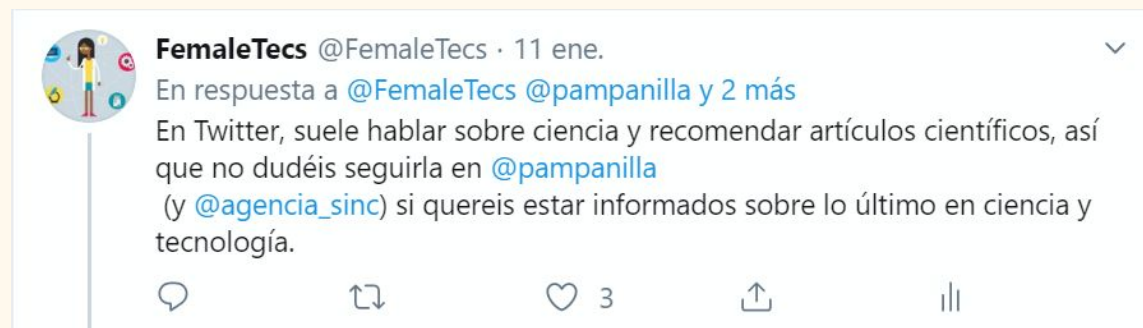 FemaleTecs @FemaleTecs · 11 ene.
En respuesta a @FemaleTecs @pampanilla y 2 más
En Twitter, suele hablar sobre ciencia y recomendar artículos científicos, así
que no dudéis seguirla en @pampanilla
(y @agencia_sinc) si quereis estar informados sobre lo último en ciencia y
tecnología.
3